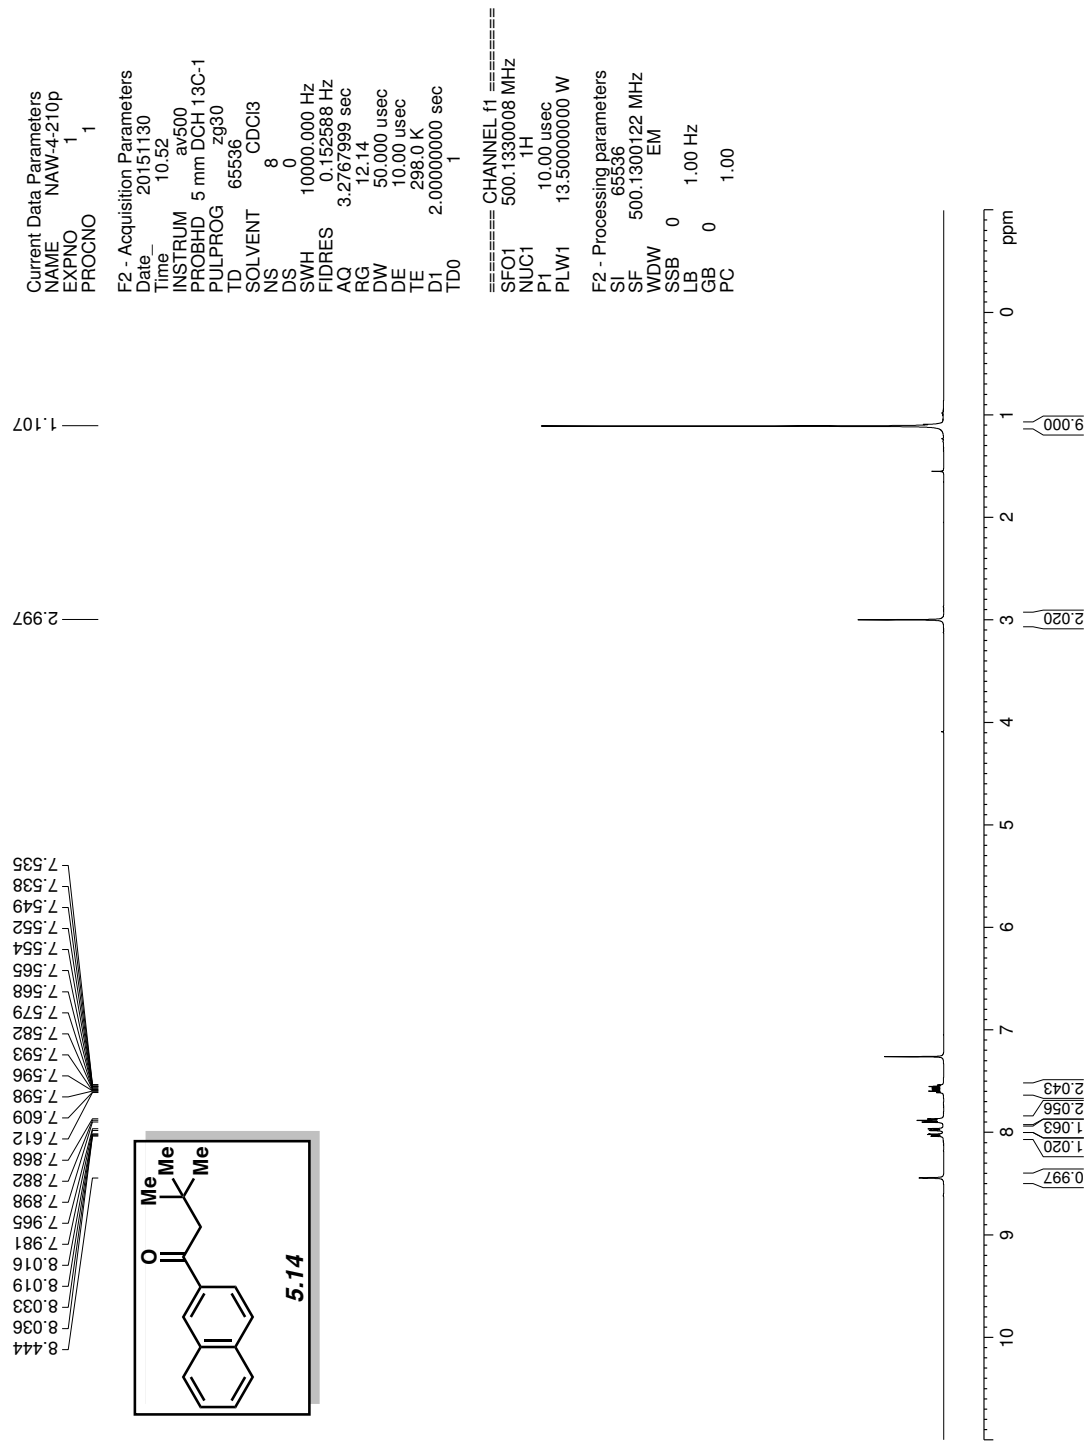 Current Data Parameters
NAME NAW-4-210p
EXPNO 1
PROCNO 1
F2 - Acquisition Parameters
Date_ 20151130
Time 10.52
INSTRUM av500
PROBHD 5 mm DCH 13C-1
PULPROG zg30
TD 65536
SOLVENT CDCl3
NS 8
DS 0
SWH 10000.000 Hz
FIDRES 0.152588 Hz
AQ 3.2767999 sec
RG 12.14
DW 50.000 usec
DE 10.00 usec
TE 298.0 K
D1 2.00000000 sec
TD0 1
======== CHANNEL f1 ========
SFO1 500.1330008 MHz
NUC1 1H
P1 10.00 usec
PLW1 13.50000000 W
F2 - Processing parameters
SI 65536
SF 500.1300122 MHz
WDW EM
SSB 0
LB 1.00 Hz
GB 0
PC 1.00
8.444
8.036
8.033
8.019
8.016
7.981
7.965
7.898
7.882
7.868
7.612
7.609
7.598
7.596
7.593
7.582
7.579
7.568
7.565
7.554
7.552
7.549
7.538
7.535
2.997
1.107
O
Me
Me
Me
5.14
10 9 8 7 6 5 4 3 2 1 0 ppm
0.997
1.020
1.063
2.056
2.043
2.020
9.000